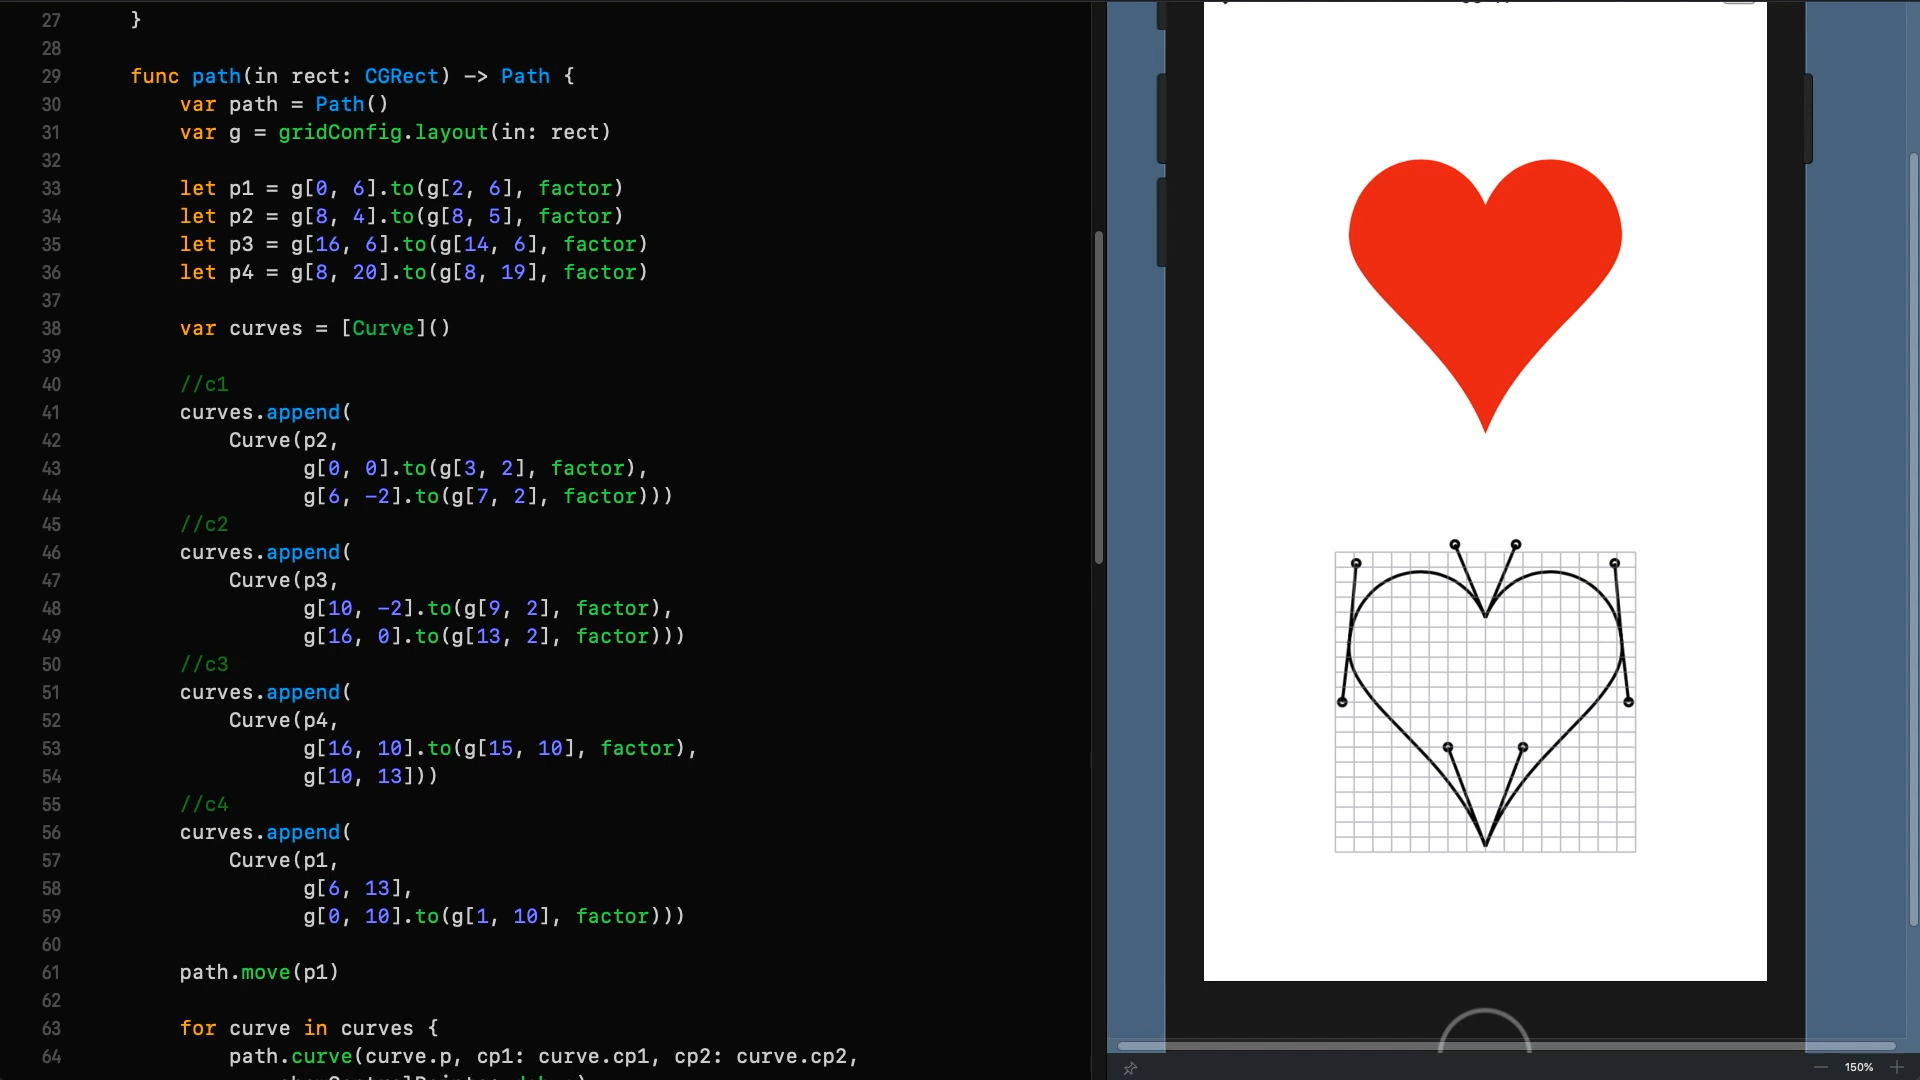 27 }
28
29 func path(in rect: CGRect) -> Path {
30 var path = Path()
31 var g = gridConfig.layout(in: rect)
32
33 let p1 = g[0, 6].to(g[2, 6], factor)
34 let p2 = g[8, 4].to(g[8, 5], factor)
35 let p3 = g[16, 6].to(g[14, 6], factor)
36 let p4 = g[8, 20].to(g[8, 19], factor)
37
38 var curves = [Curve]()
39
40 //c1
41 curves.append(
42 Curve(p2,
43 g[0, 0].to(g[3, 2], factor),
44 g[6, -2].to(g[7, 2], factor)))
45 //c2
46 curves.append(
47 Curve(p3,
48 g[10, -2].to(g[9, 2], factor),
49 g[16, 0].to(g[13, 2], factor)))
50 //c3
51 curves.append(
52 Curve(p4,
53 g[16, 10].to(g[15, 10], factor),
54 g[10, 13]))
55 //c4
56 curves.append(
57 Curve(p1,
58 g[6, 13],
59 g[0, 10].to(g[1, 10], factor)))
60
61 path.move(p1)
62
63 for curve in curves {
64 path.curve(curve.p, cp1: curve.cp1, cp2: curve.cp2,
150%